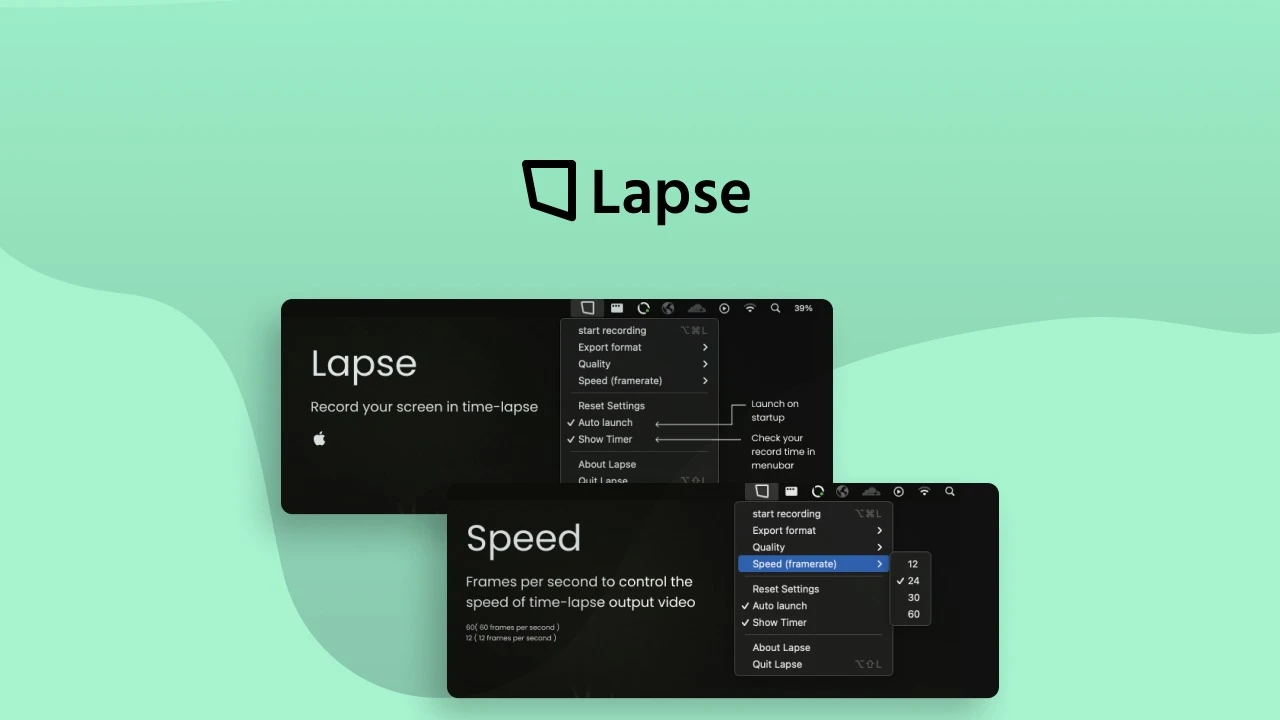 Lapse
39%
Lapse
Record your screen in time-lapse
start recording ⌥⌘L
Export format
Quality
Speed (framerate)
Reset Settings
✓ Auto launch
✓ Show Timer
About Lapse
Quit Lapse ⌥⇧L
Launch on
startup
Check your
record time in
menubar
Speed
Frames per second to control the
speed of time-lapse output video
60( 60 frames per second )
12 ( 12 frames per second )
start recording ⌥⌘L
Export format
Quality
Speed (framerate)
Reset Settings
✓ Auto launch
✓ Show Timer
About Lapse
Quit Lapse ⌥⇧L
12
✓ 24
30
60